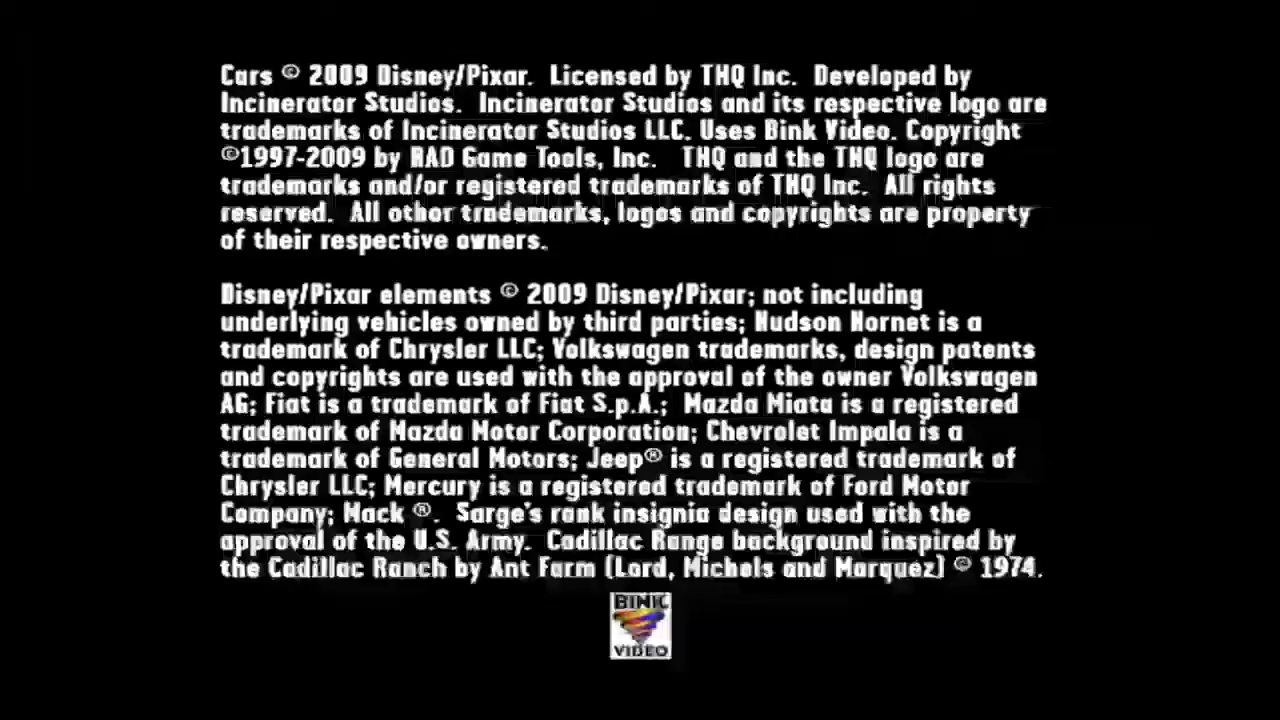 Cars © 2009 Disney/Pixar. Licensed by THQ Inc. Developed by
Incinerator Studios. Incinerator Studios and its respective logo are
trademarks of Incinerator Studios LLC. Uses Bink Video. Copyright
©1997-2009 by RAD Game Tools, Inc. THQ and the THQ logo are
trademarks and/or registered trademarks of THQ Inc. All rights
reserved. All other trademarks, logos and copyrights are property
of their respective owners.
Disney/Pixar elements © 2009 Disney/Pixar; not including
underlying vehicles owned by third parties; Hudson Hornet is a
trademark of Chrysler LLC; Volkswagen trademarks, design patents
and copyrights are used with the approval of the owner Volkswagen
AG; Fiat is a trademark of Fiat S.p.A.; Mazda Miata is a registered
trademark of Mazda Motor Corporation; Chevrolet Impala is a
trademark of General Motors; Jeep® is a registered trademark of
Chrysler LLC; Mercury is a registered trademark of Ford Motor
Company; Mack ®. Sarge's rank insignia design used with the
approval of the U.S. Army. Cadillac Range background inspired by
the Cadillac Ranch by Ant Farm (Lord, Michels and Marquez) © 1974.
BINK
VIDEO